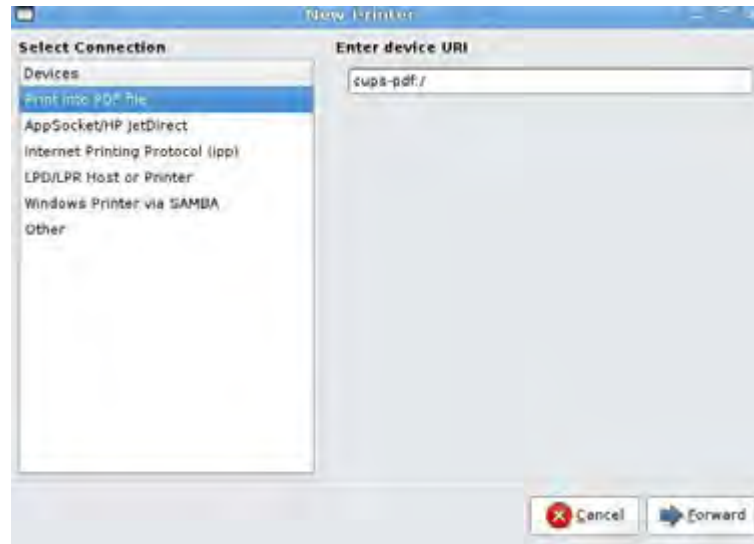 New Printer
Select Connection
Enter device URI
Devices
cups-pdf:/
Print into PDF file
AppSocket/HP JetDirect
Internet Printing Protocol (ipp)
LPD/LPR Host or Printer
Windows Printer via SAMBA
Other
Cancel
Forward